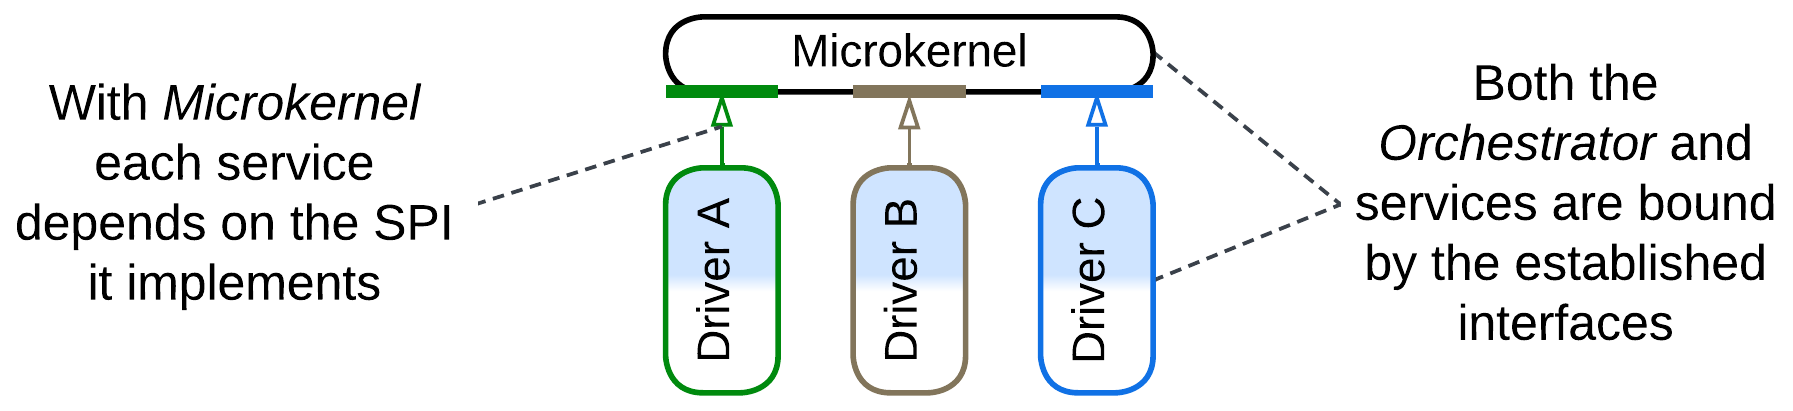 With Microkernel
each service
depends on the SPI
it implements
Microkernel
Driver A
Driver B
Driver C
Both the
Orchestrator and
services are bound
by the established
interfaces